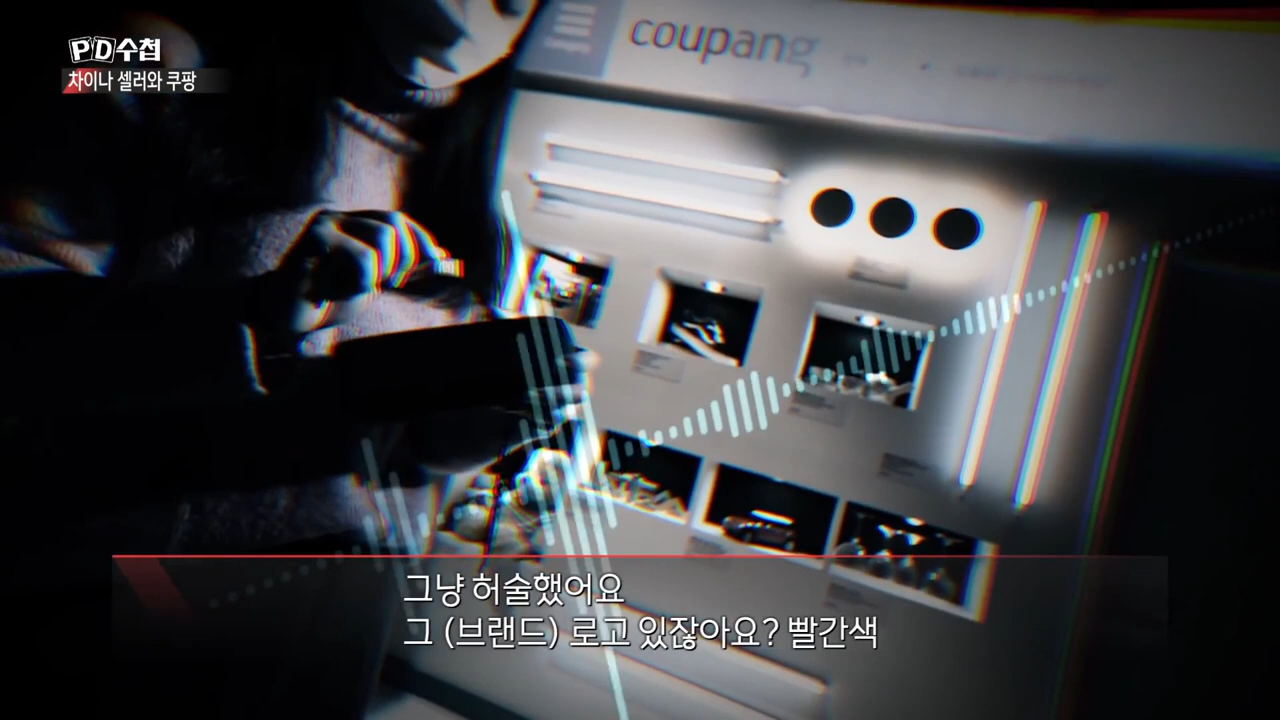 PD수첩
차이나 셀러와 쿠팡
coupang
그냥 허술했어요
그 (브랜드) 로고 있잖아요? 빨간색